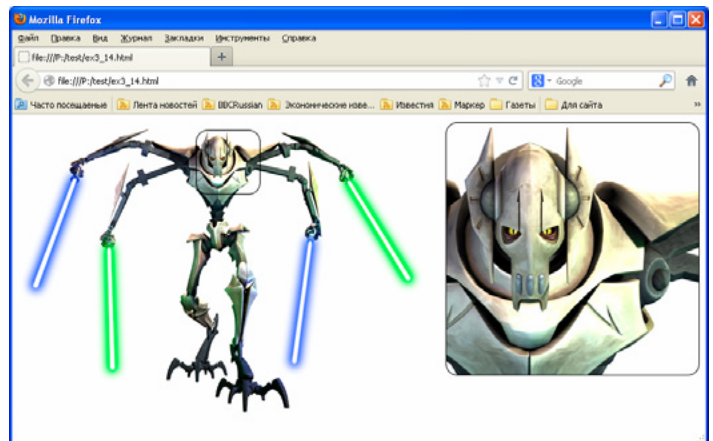 Mozilla Firefox
Файл Правка Вид Журнал Закладки Инструменты Справка
file:///P:/test/ex3_14.html +
file:///P:/test/ex3_14.html Google
Часто посещаемые Лента новостей BBCRussian Экономические нове... Известия Маркер Газеты Для сайта »